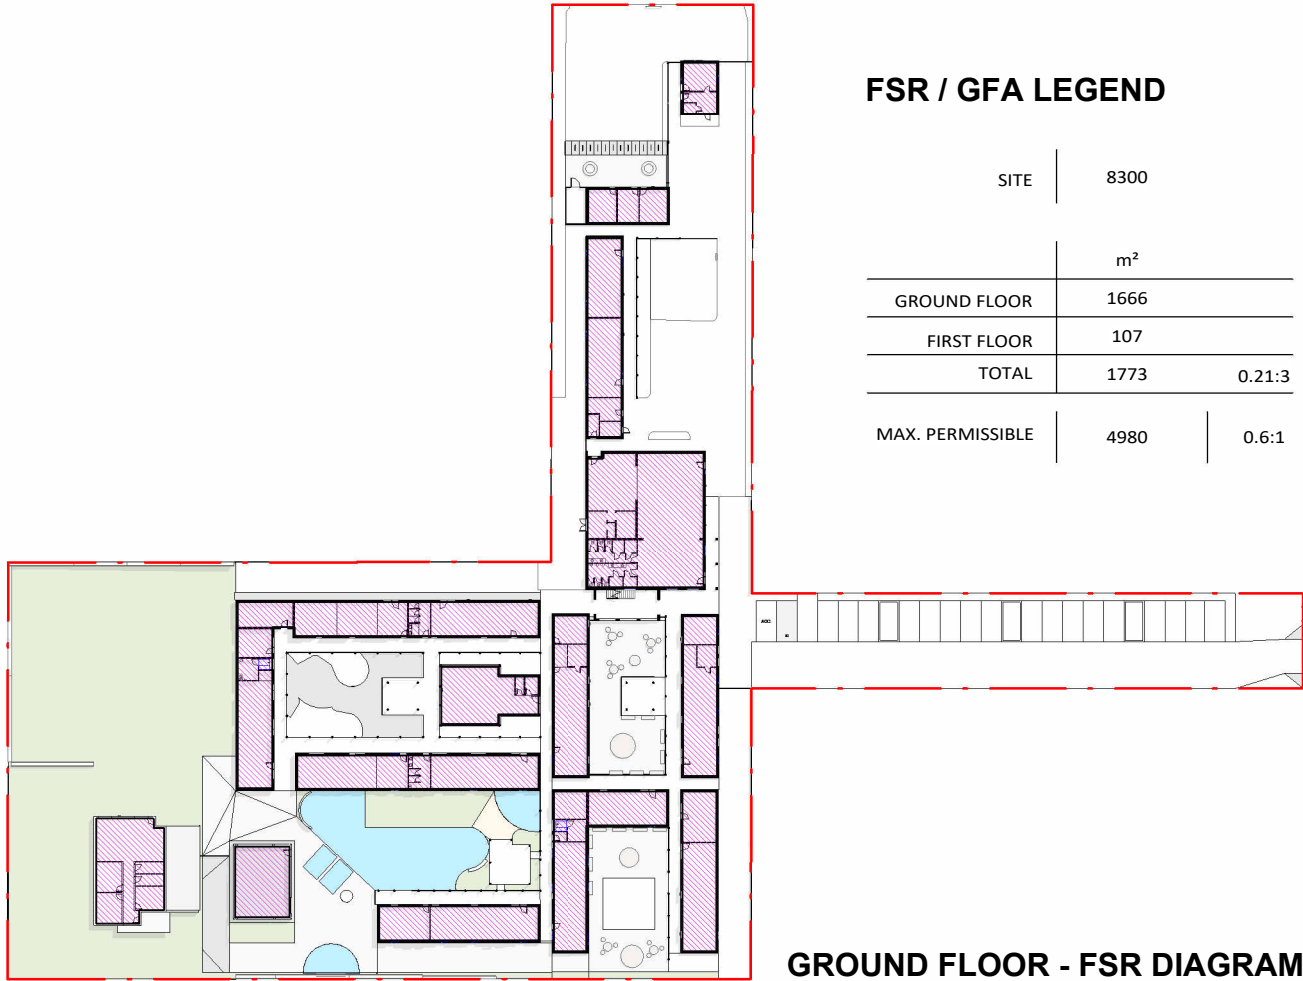 FSR / GFA LEGEND
SITE 8300
m²
GROUND FLOOR 1666
FIRST FLOOR 107
TOTAL 1773 0.21:3
MAX. PERMISSIBLE 4980 0.6:1
GROUND FLOOR - FSR DIAGRAM